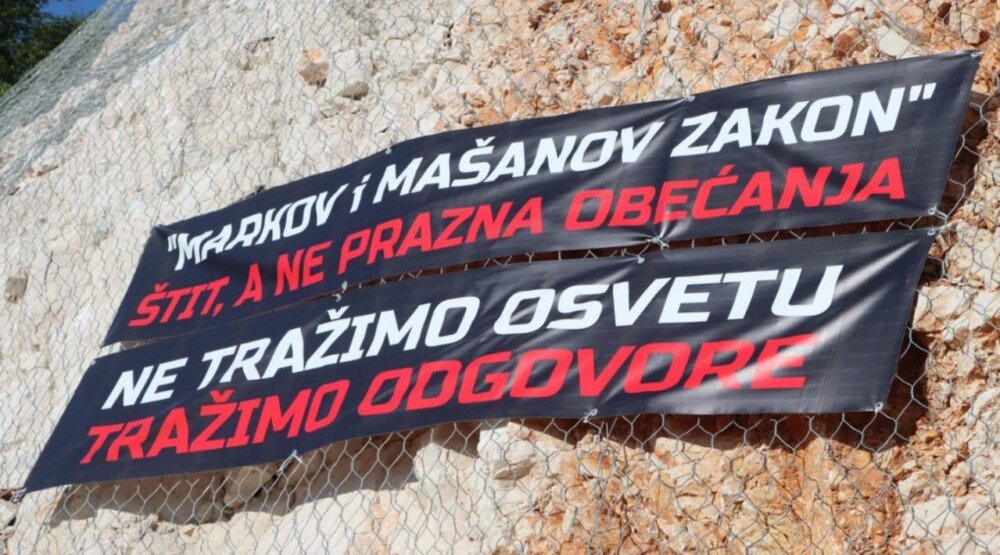 "MARKOV i MAŠANOV ZAKON"
ŠTIT, A NE PRAZNA OBEĆANJA
NE TRAŽIMO OSVETU
TRAŽIMO ODGOVORE